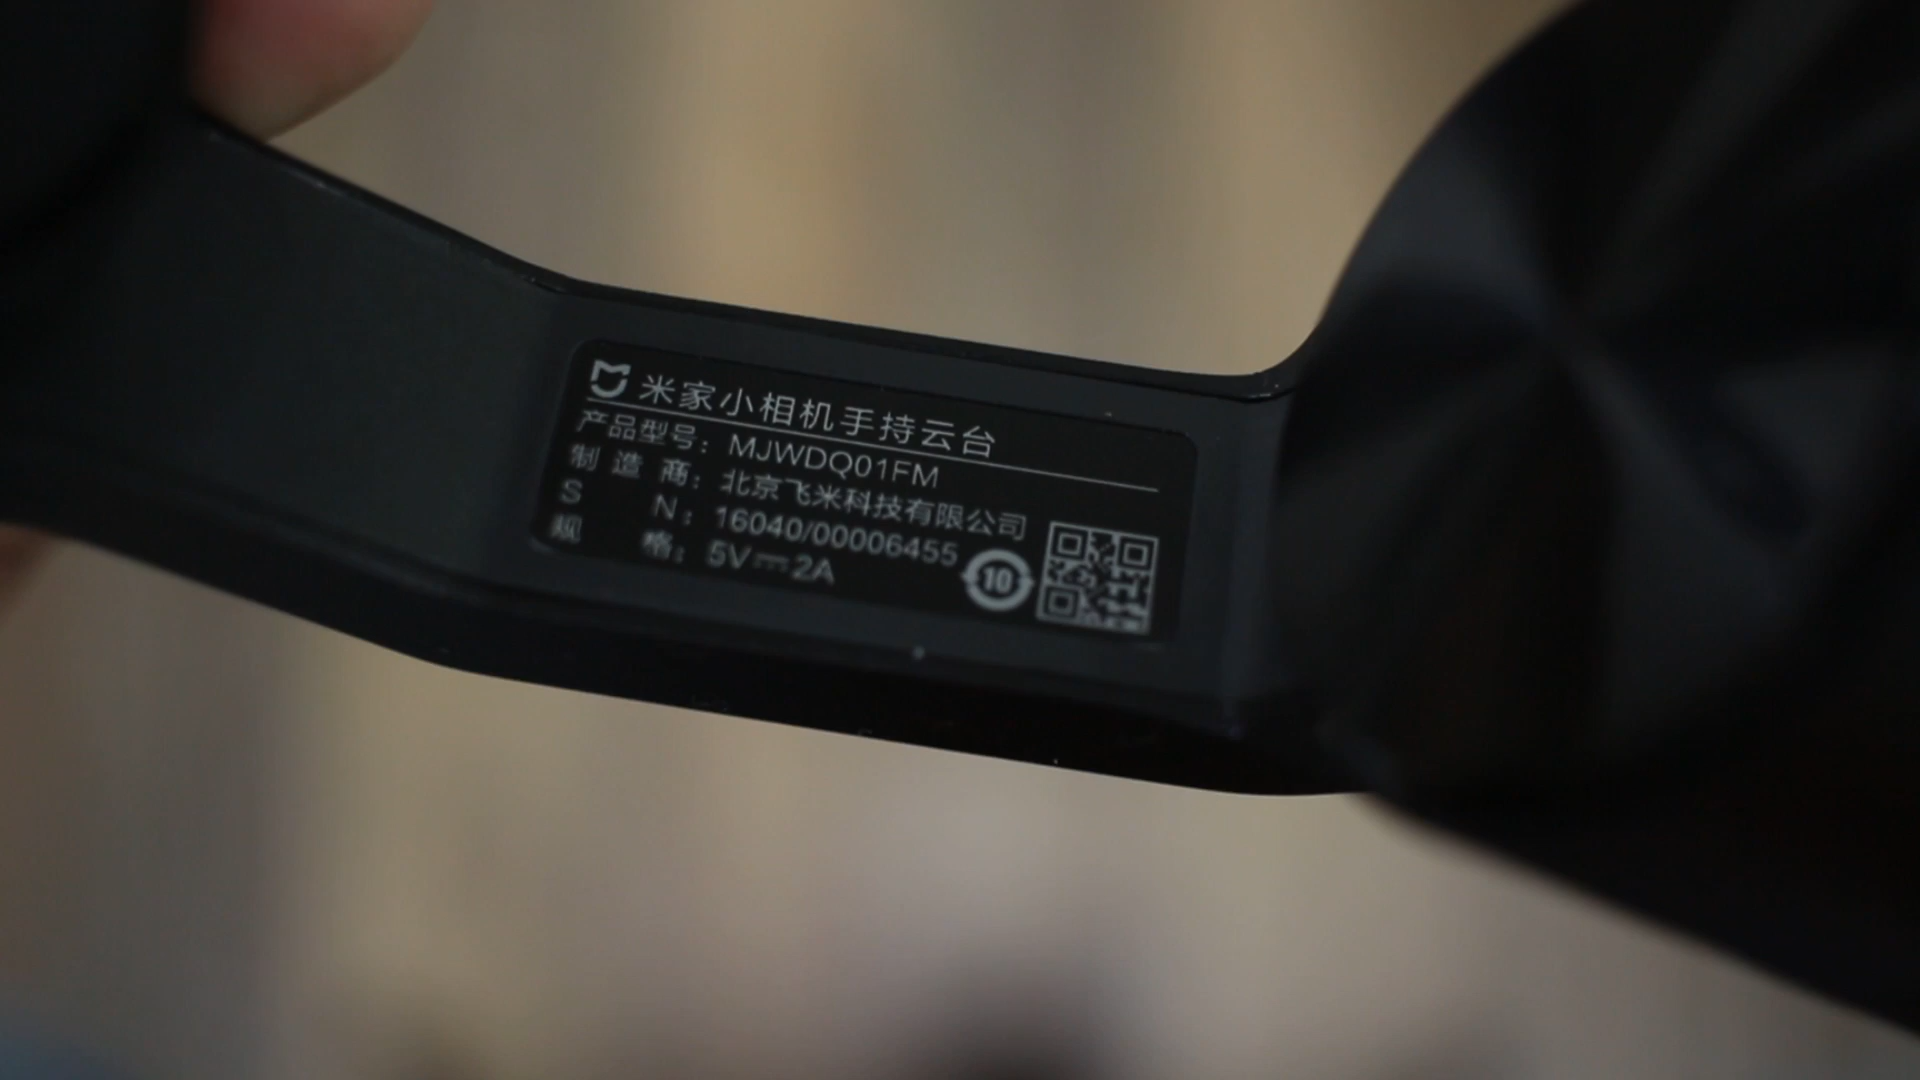 米家小相机手持云台
产品型号: MJWDQ01FM
制造商: 北京飞米科技有限公司
SN: 16040/00006455
规格: 5V⎓2A
10